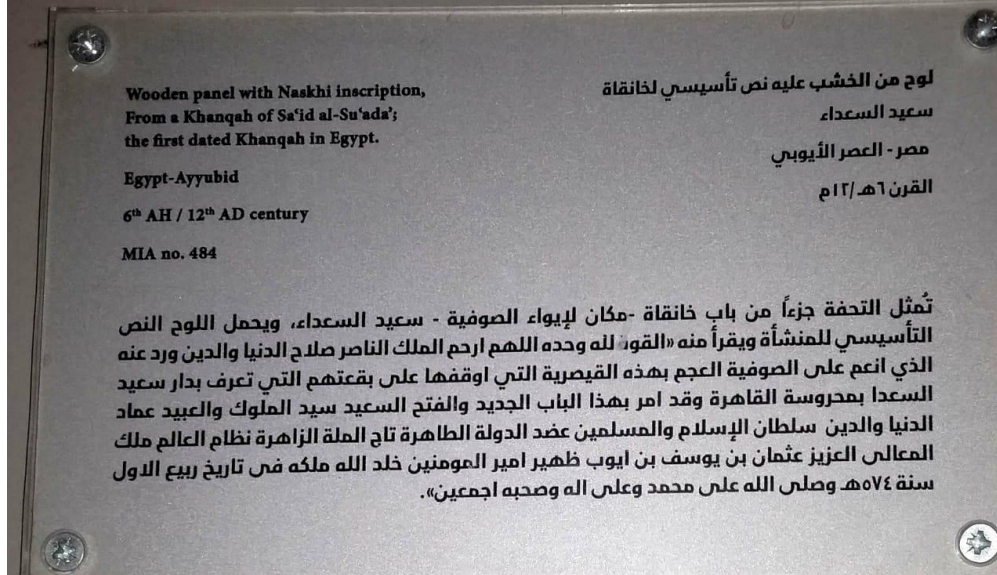 Wooden panel with Naskhi inscription,
From a Khanqah of Sa‘id al-Su‘ada’;
the first dated Khanqah in Egypt.
Egypt-Ayyubid
6th AH / 12th AD century
MIA no. 484
لوح من الخشب عليه نص تأسيسي لخانقاة
سعيد السعداء
مصر - العصر الأيوبي
القرن ٦هـ/١٢م
تُمثل التحفة جزءاً من باب خانقاة -مكان لإيواء الصوفية - سعيد السعداء، ويحمل اللوح النص
التأسيسي للمنشأة ويقرأ منه «القوة لله وحده اللهم ارحم الملك الناصر صلاح الدنيا والدين ورد عنه
الذي انعم على الصوفية العجم بهذه القيصرية التي اوقفها على بقعتهم التي تعرف بدار سعيد
السعدا بمحروسة القاهرة وقد امر بهذا الباب الجديد والفتح السعيد سيد الملوك والعبيد عماد
الدنيا والدين سلطان الإسلام والمسلمين عضد الدولة الطاهرة تاج الملة الزاهرة نظام العالم ملك
المعالى العزيز عثمان بن يوسف بن ايوب ظهير امير المومنين خلد الله ملكه فى تاريخ ربيع الاول
سنة ٥٧٤هـ وصلى الله على محمد وعلى اله وصحبه اجمعين».